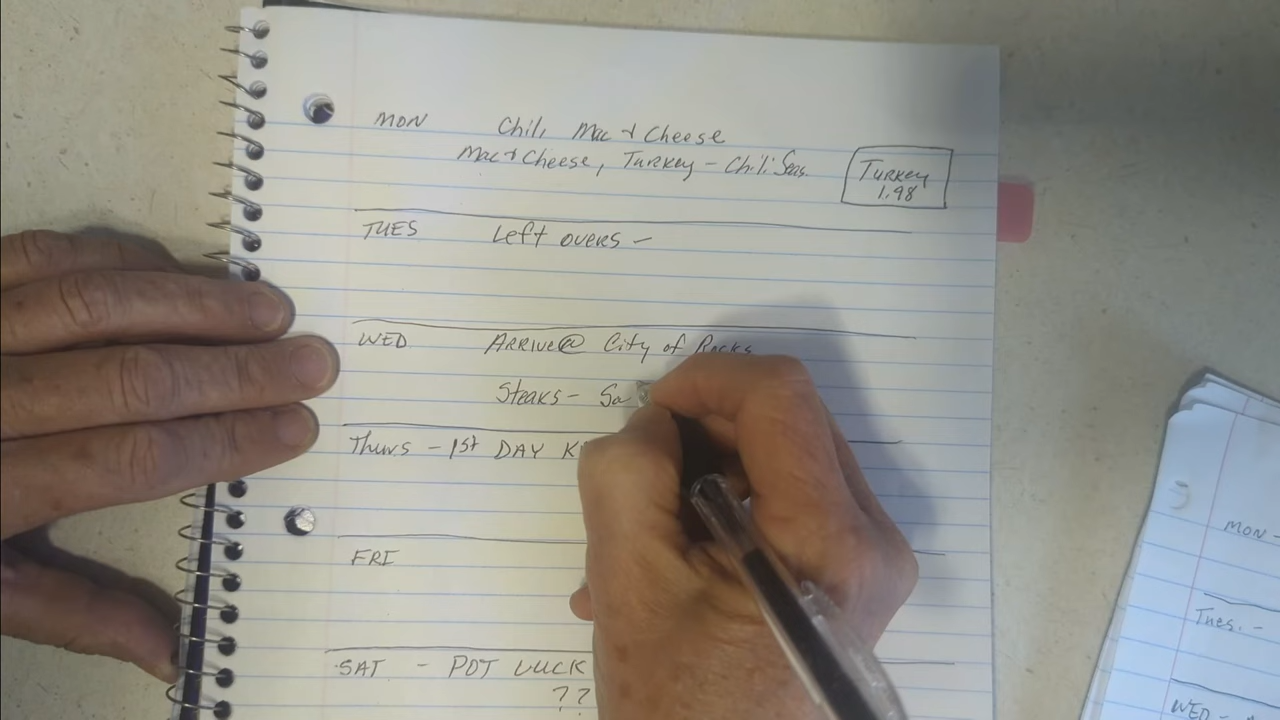 MON Chili Mac & Cheese
Mac & Cheese, Turkey - Chili Seas.
Turkey
1.98
TUES Left overs -
WED Arrive @ City of Rocks
Steaks - Sa
Thurs - 1st DAY K
FRI
SAT - POT LUCK
??
MON -
Tues. -
WED -